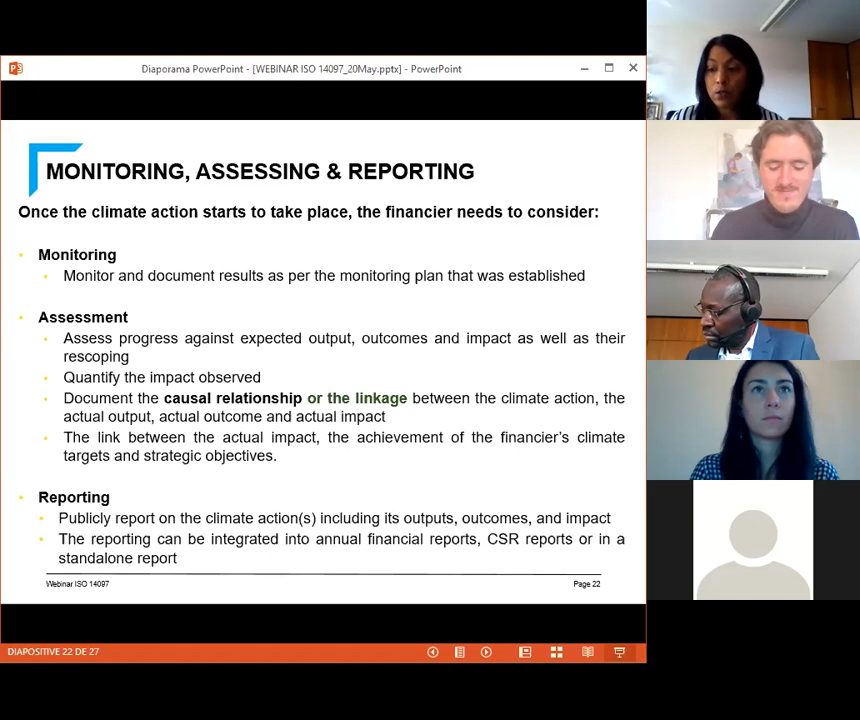 Diaporama PowerPoint - [WEBINAR ISO 14097_20May.pptx] - PowerPoint
MONITORING, ASSESSING & REPORTING
Once the climate action starts to take place, the financier needs to consider:
• Monitoring
• Monitor and document results as per the monitoring plan that was established
• Assessment
• Assess progress against expected output, outcomes and impact as well as their
rescoping
• Quantify the impact observed
• Document the causal relationship or the linkage between the climate action, the
actual output, actual outcome and actual impact
• The link between the actual impact, the achievement of the financier's climate
targets and strategic objectives.
• Reporting
• Publicly report on the climate action(s) including its outputs, outcomes, and impact
• The reporting can be integrated into annual financial reports, CSR reports or in a
standalone report
Webinar ISO 14097
Page 22
DIAPOSITIVE 22 DE 27